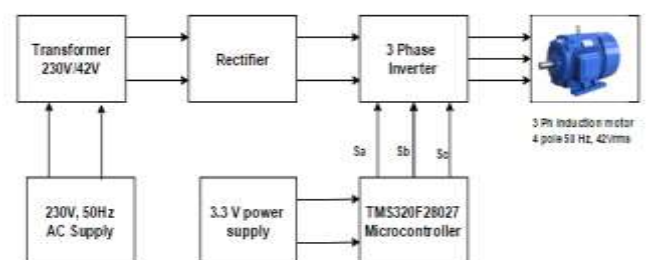 Transformer
230V/42V
Rectifier
3 Phase
Inverter
3 Ph induction motor
4 pole 50 Hz, 42Vrms
Sa
Sb
Sc
230V, 50Hz
AC Supply
3.3 V power
supply
TMS320F28027
Microcontroller